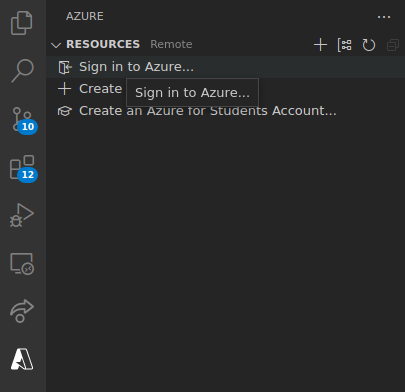 AZURE
RESOURCES Remote
Sign in to Azure...
Create
Sign in to Azure...
Create an Azure for Students Account...
10
12